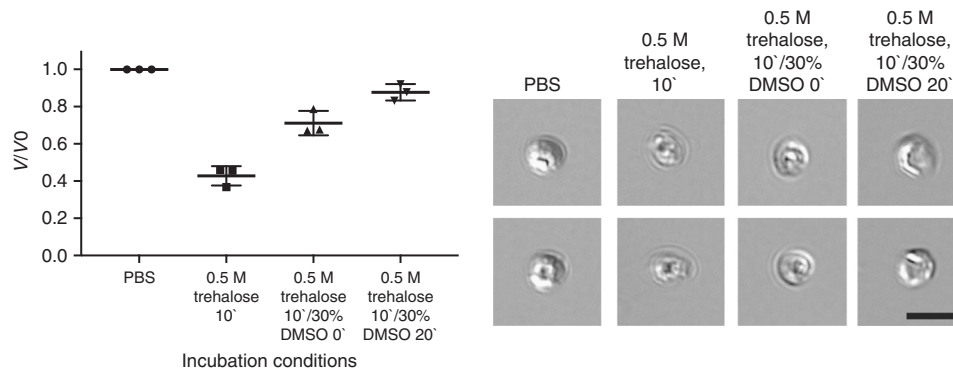 V/V0
1.0
0.8
0.6
0.4
0.2
0.0
PBS
0.5 M
trehalose
10`
0.5 M
trehalose
10`/30%
DMSO 0`
0.5 M
trehalose
10`/30%
DMSO 20`
Incubation conditions
PBS
0.5 M
trehalose,
10`
0.5 M
trehalose,
10`/30%
DMSO 0`
0.5 M
trehalose,
10`/30%
DMSO 20`